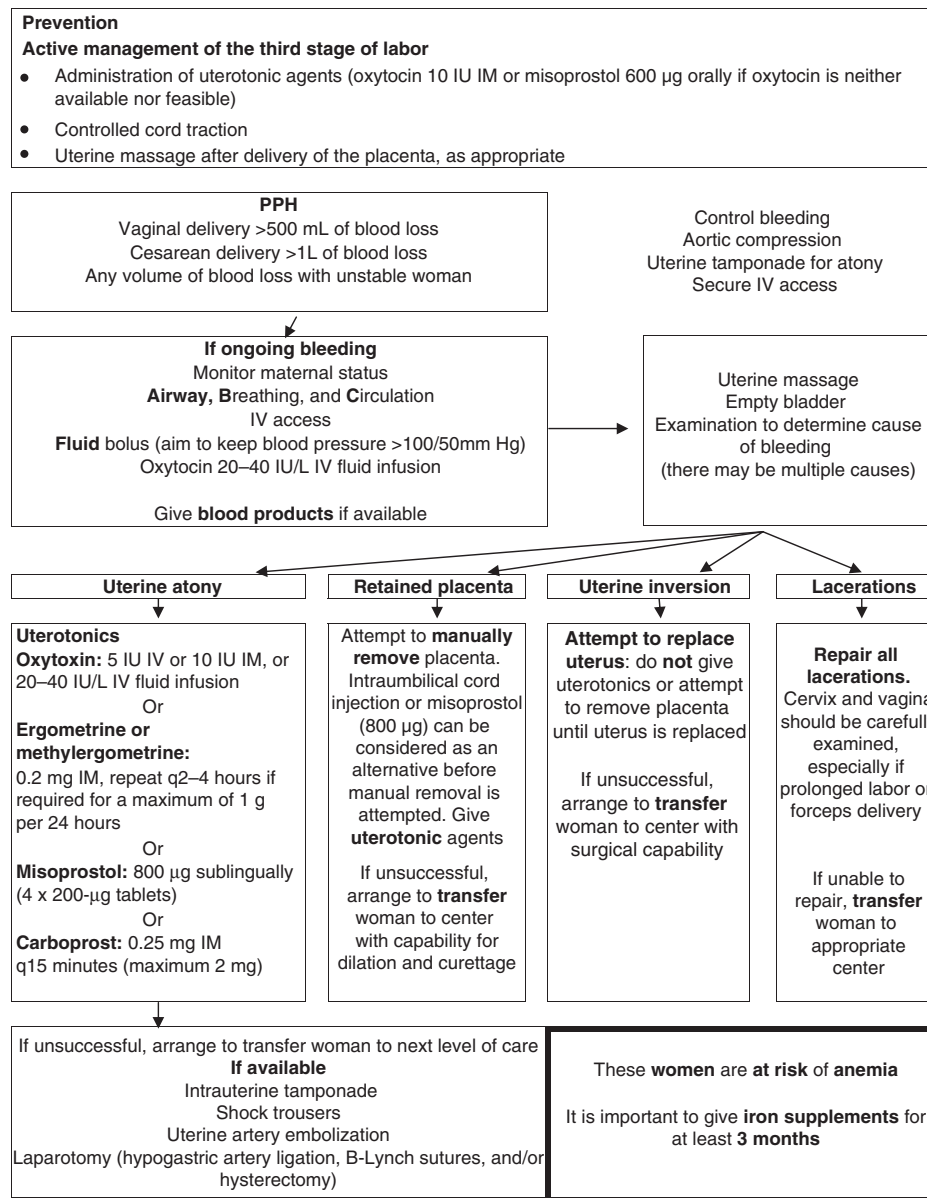 Prevention
Active management of the third stage of labor
• Administration of uterotonic agents (oxytocin 10 IU IM or misoprostol 600 µg orally if oxytocin is neither
available nor feasible)
• Controlled cord traction
• Uterine massage after delivery of the placenta, as appropriate
PPH
Vaginal delivery >500 mL of blood loss
Cesarean delivery >1L of blood loss
Any volume of blood loss with unstable woman
Control bleeding
Aortic compression
Uterine tamponade for atony
Secure IV access
If ongoing bleeding
Monitor maternal status
Airway, Breathing, and Circulation
IV access
Fluid bolus (aim to keep blood pressure >100/50mm Hg)
Oxytocin 20–40 IU/L IV fluid infusion
Give blood products if available
Uterine massage
Empty bladder
Examination to determine cause
of bleeding
(there may be multiple causes)
Uterine atony
Uterotonics
Oxytoxin: 5 IU IV or 10 IU IM, or
20–40 IU/L IV fluid infusion
Or
Ergometrine or
methylergometrine:
0.2 mg IM, repeat q2–4 hours if
required for a maximum of 1 g
per 24 hours
Or
Misoprostol: 800 µg sublingually
(4 x 200-µg tablets)
Or
Carboprost: 0.25 mg IM
q15 minutes (maximum 2 mg)
Retained placenta
Attempt to manually
remove placenta.
Intraumbilical cord
injection or misoprostol
(800 µg) can be
considered as an
alternative before
manual removal is
attempted. Give
uterotonic agents
If unsuccessful,
arrange to transfer
woman to center
with capability for
dilation and curettage
Uterine inversion
Attempt to replace
uterus: do not give
uterotonics or attempt
to remove placenta
until uterus is replaced
If unsuccessful,
arrange to transfer
woman to center with
surgical capability
Lacerations
Repair all
lacerations.
Cervix and vagina
should be carefull
examined,
especially if
prolonged labor or
forceps delivery
If unable to
repair, transfer
woman to
appropriate
center
If unsuccessful, arrange to transfer woman to next level of care
If available
Intrauterine tamponade
Shock trousers
Uterine artery embolization
Laparotomy (hypogastric artery ligation, B-Lynch sutures, and/or
hysterectomy)
These women are at risk of anemia
It is important to give iron supplements for
at least 3 months